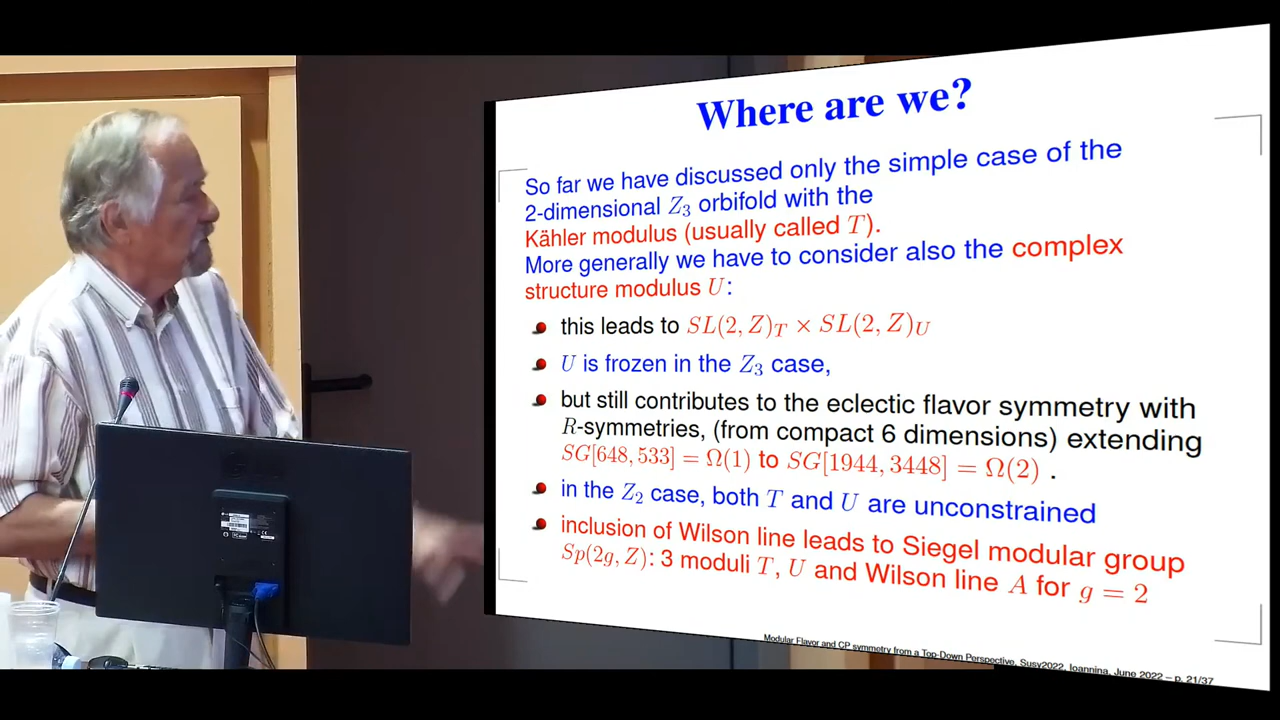 Where are we?
So far we have discussed only the simple case of the
2-dimensional Z₃ orbifold with the
Kähler modulus (usually called T).
More generally we have to consider also the complex
structure modulus U:
this leads to SL(2, Z)_T × SL(2, Z)_U
U is frozen in the Z₃ case,
but still contributes to the eclectic flavor symmetry with
R-symmetries, (from compact 6 dimensions) extending
SG[648, 533] = Ω(1) to SG[1944, 3448] = Ω(2) .
in the Z₂ case, both T and U are unconstrained
inclusion of Wilson line leads to Siegel modular group
Sp(2g, Z): 3 moduli T, U and Wilson line A for g = 2
Modular Flavor and CP symmetry from a Top-Down Perspective, Susy2022, Ioannina, June 2022 – p. 21/37